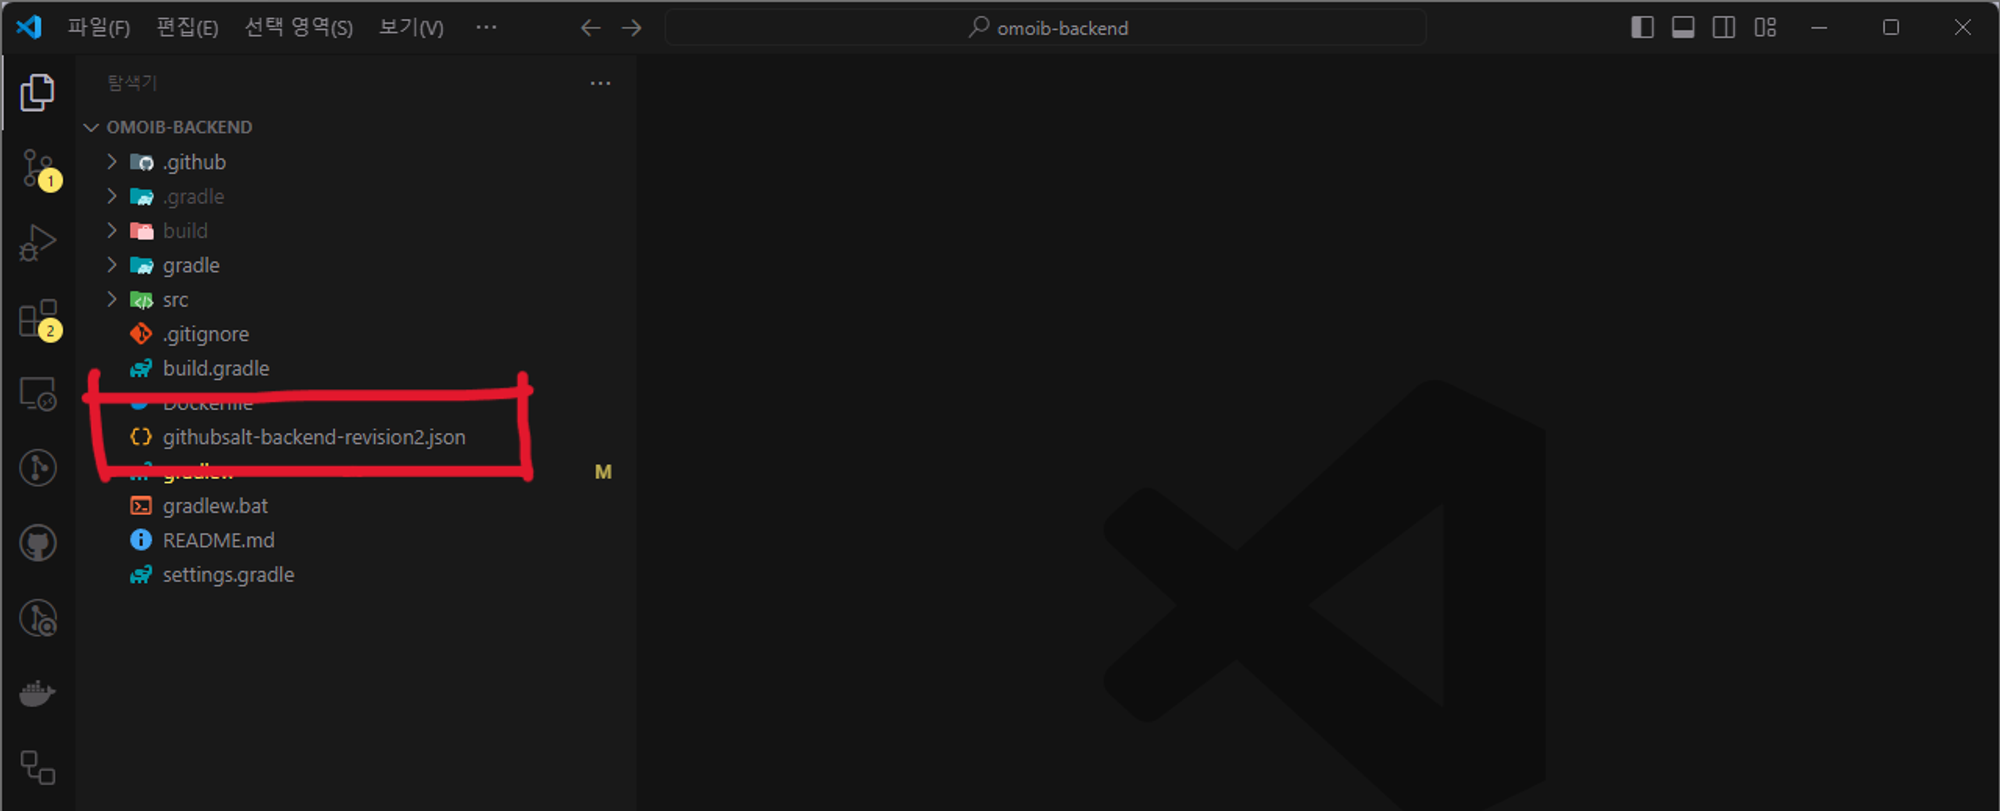 파일(F) 편집(E) 선택 영역(S) 보기(V) ··· omoib-backend
탐색기 ···
OMOIB-BACKEND
.github
1
.gradle
build
gradle
src
.gitignore
2
build.gradle
Dockerfile
githubsalt-backend-revision2.json
gradlew M
gradlew.bat
README.md
settings.gradle